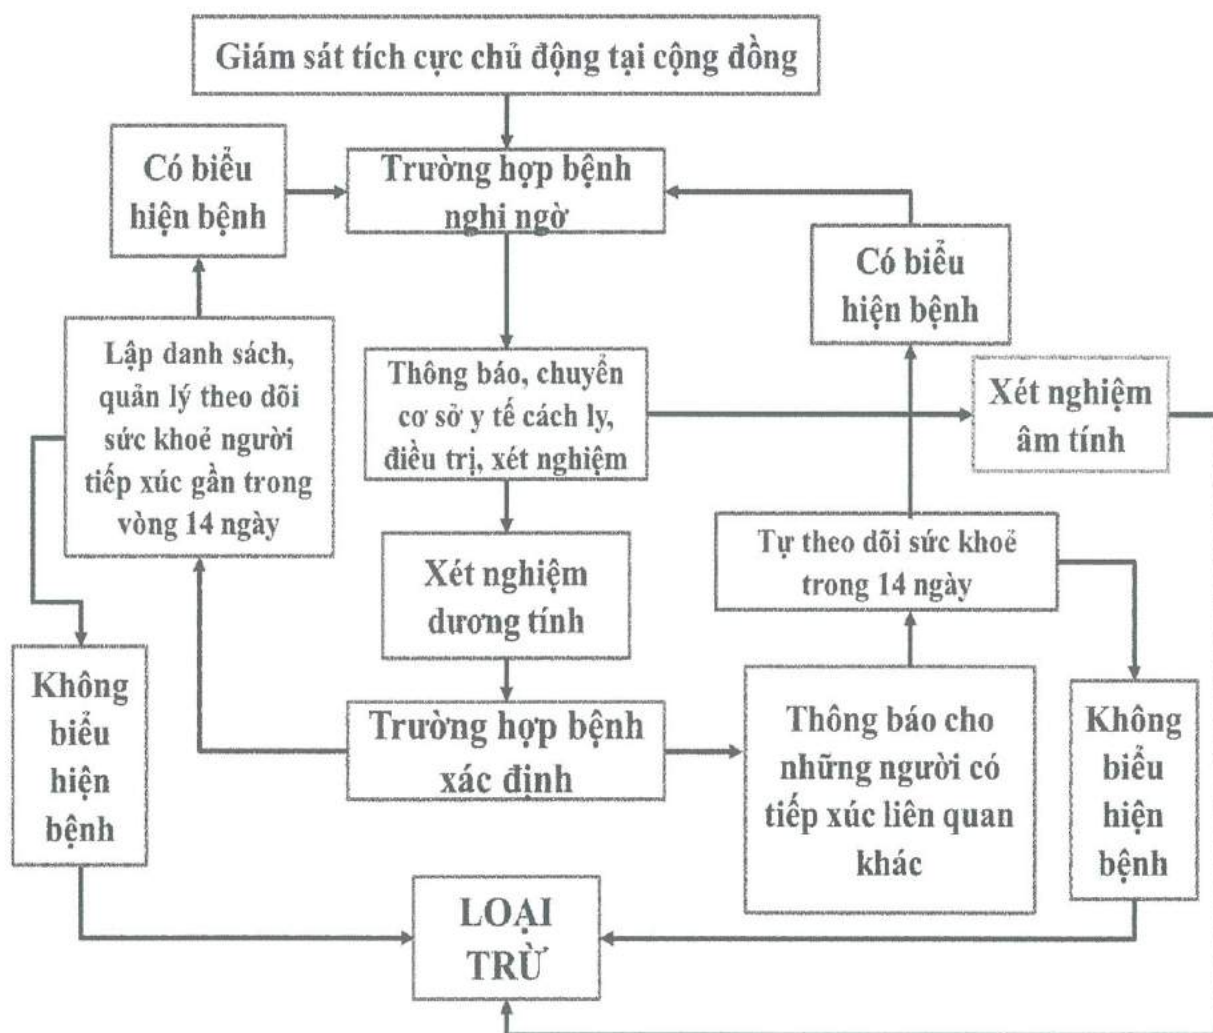 Giám sát tích cực chủ động tại cộng đồng
Có biểu
hiện bệnh
Trường hợp bệnh
nghi ngờ
Có biểu
hiện bệnh
Lập danh sách,
quản lý theo dõi
sức khoẻ người
tiếp xúc gần trong
vòng 14 ngày
Thông báo, chuyển
cơ sở y tế cách ly,
điều trị, xét nghiệm
Xét nghiệm
âm tính
Xét nghiệm
dương tính
Tự theo dõi sức khoẻ
trong 14 ngày
Không
biểu
hiện
bệnh
Trường hợp bệnh
xác định
Thông báo cho
những người có
tiếp xúc liên quan
khác
Không
biểu
hiện
bệnh
LOẠI
TRỪ